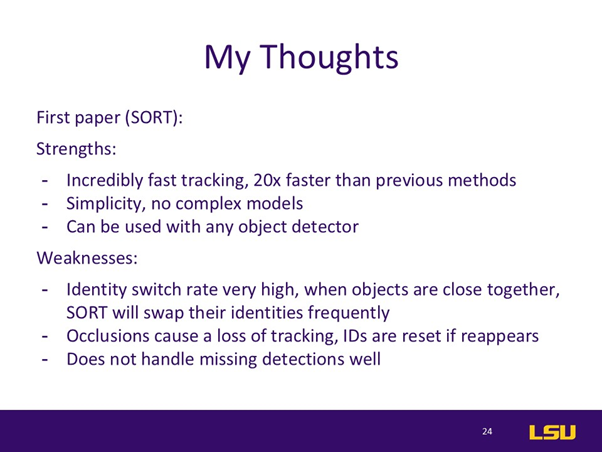 My Thoughts
First paper (SORT):
Strengths:
- Incredibly fast tracking, 20x faster than previous methods
- Simplicity, no complex models
- Can be used with any object detector
Weaknesses:
- Identity switch rate very high, when objects are close together,
SORT will swap their identities frequently
- Occlusions cause a loss of tracking, IDs are reset if reappears
- Does not handle missing detections well
24
LSU